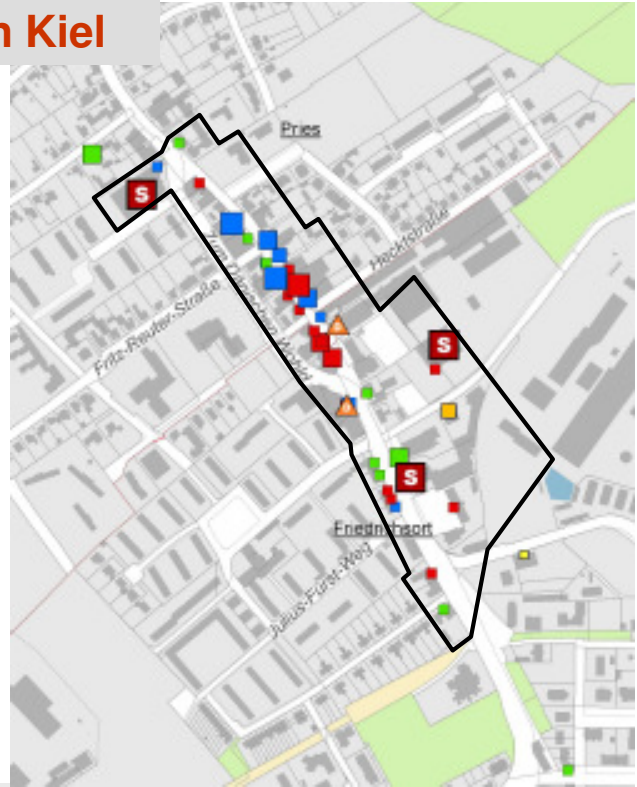 n Kiel
Pries
Hecktstraße
Fritz-Reuter-Straße
S
S
S
Friedrichsort
Julius-Fürst-Weg